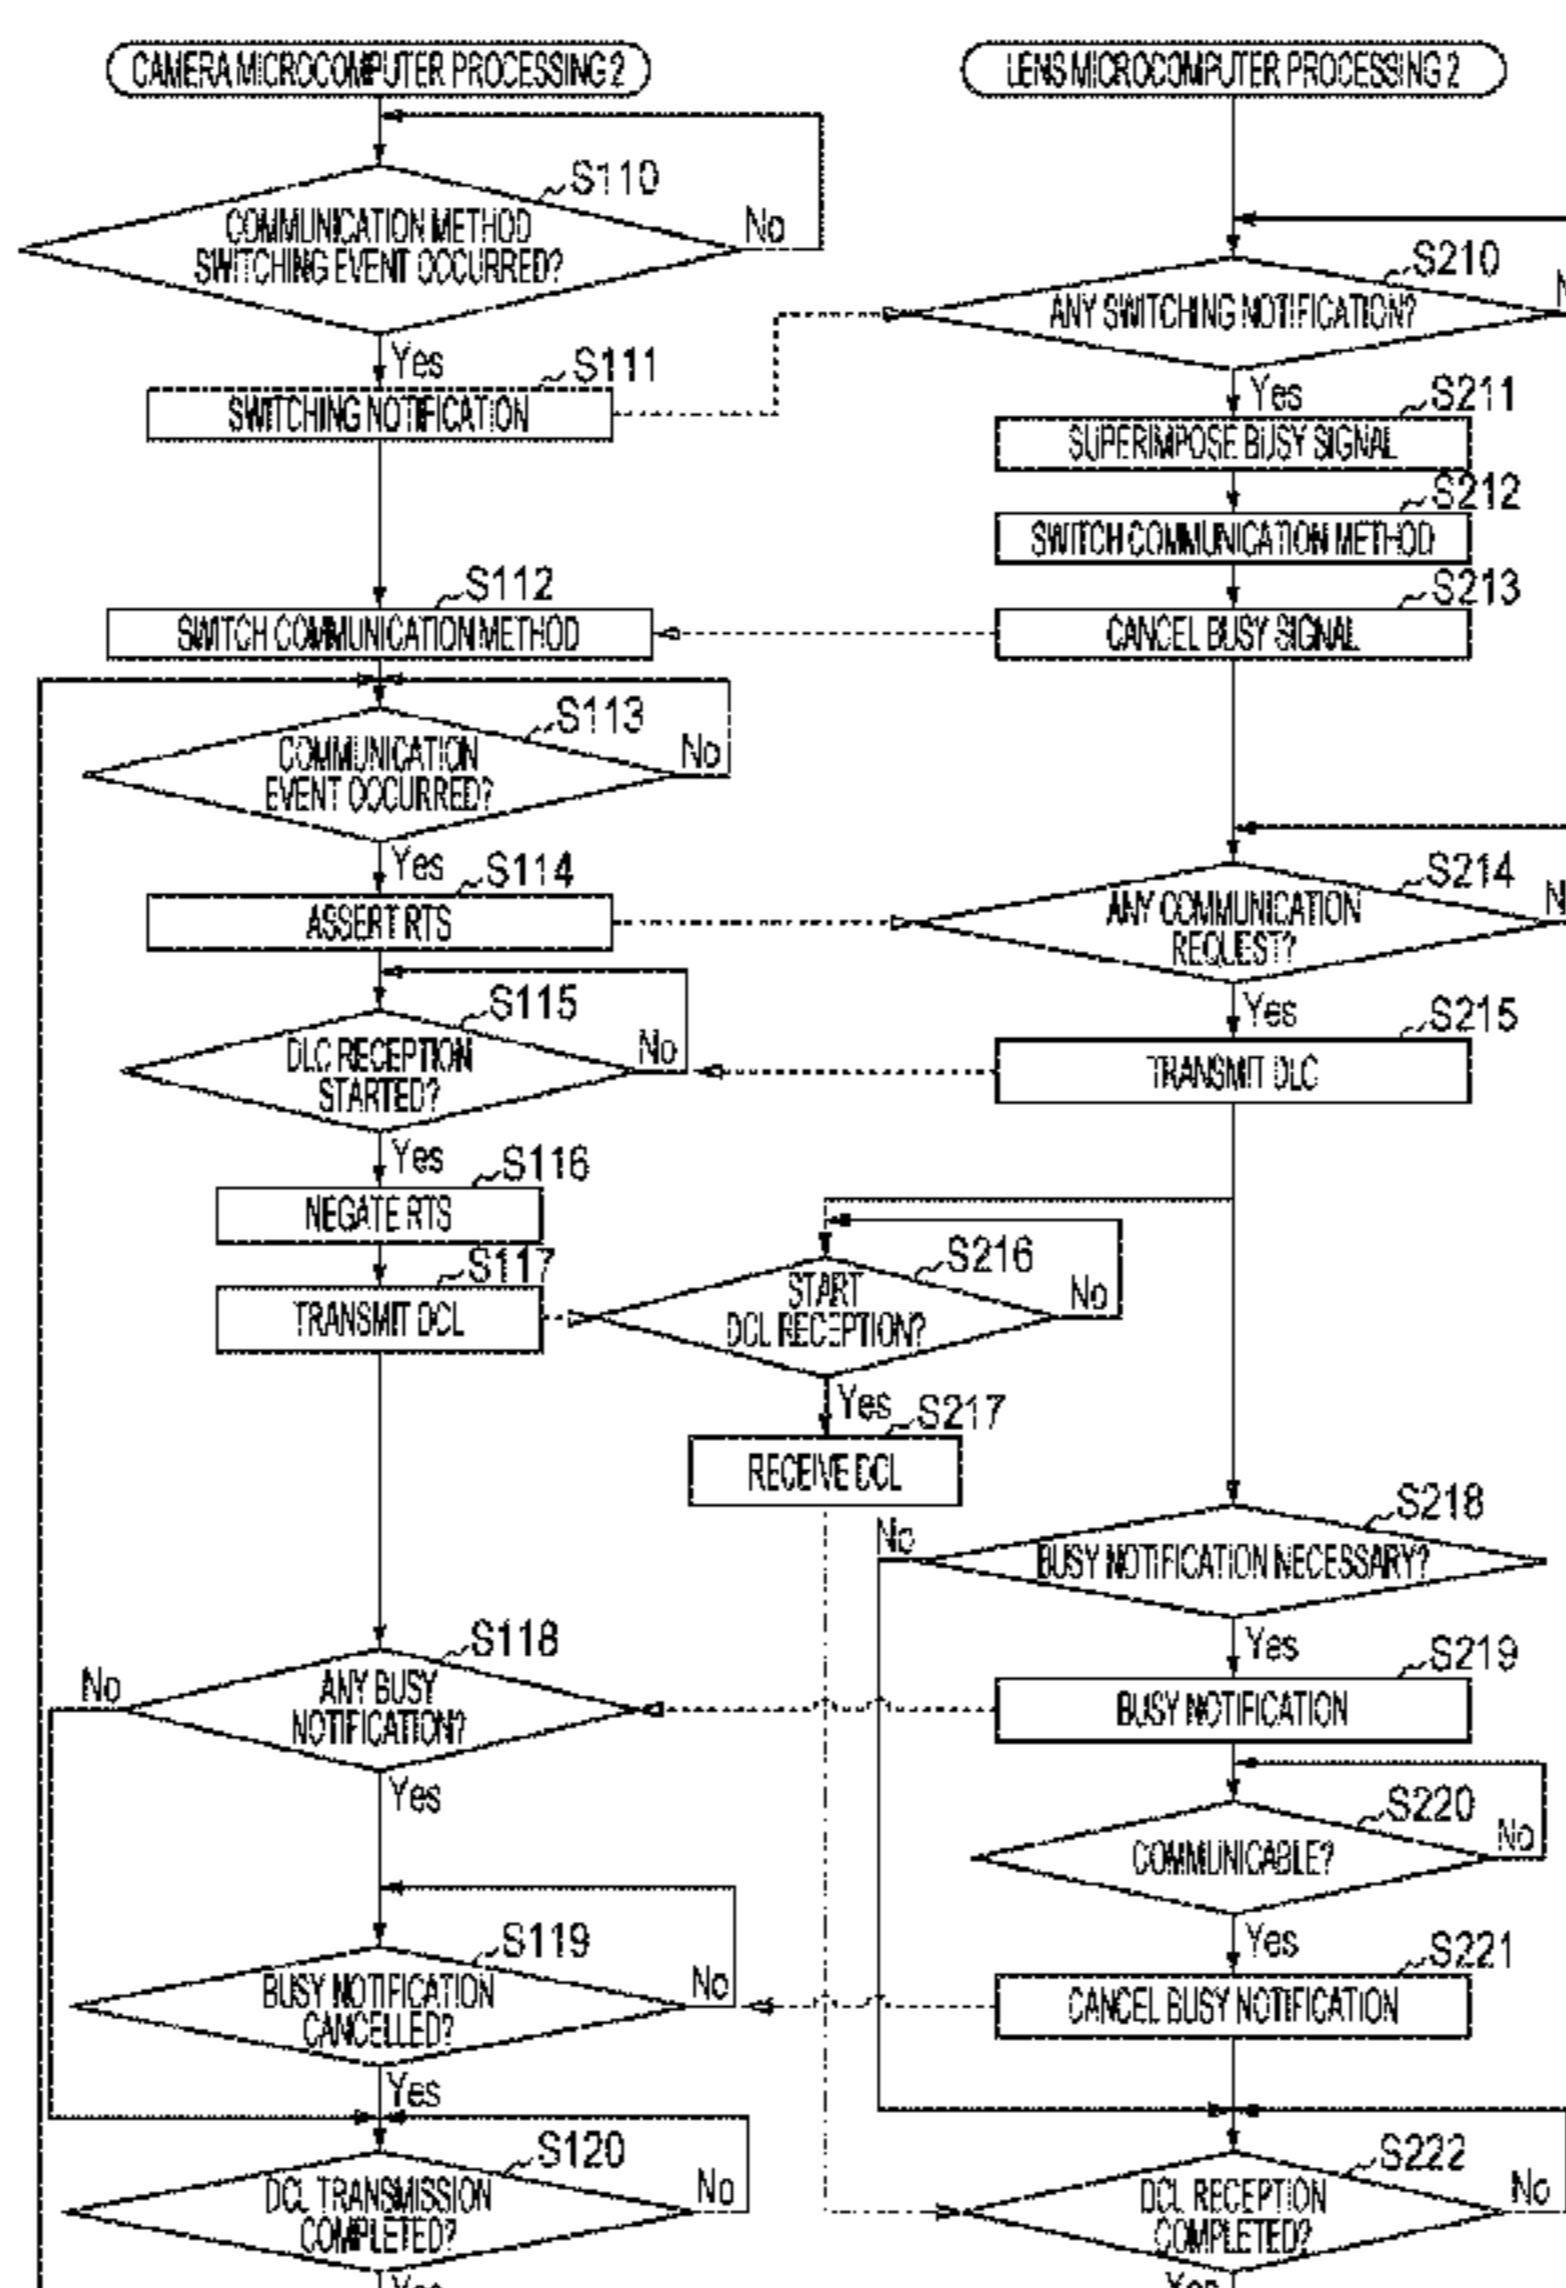 CAMERA MICROCOMPUTER PROCESSING 2
S110
COMMUNICATION METHOD
SWITCHING EVENT OCCURRED?
No
Yes
S111
SWITCHING NOTIFICATION
S112
SWITCH COMMUNICATION METHOD
S113
COMMUNICATION
EVENT OCCURRED?
No
Yes
S114
ASSERT RTS
S115
DLC RECEPTION
STARTED?
No
Yes
S116
NEGATE RTS
S117
TRANSMIT DCL
S118
ANY BUSY
NOTIFICATION?
No
Yes
S119
BUSY NOTIFICATION
CANCELLED?
No
Yes
S120
DCL TRANSMISSION
COMPLETED?
No
Yes
LENS MICROCOMPUTER PROCESSING 2
S210
ANY SWITCHING NOTIFICATION?
Yes
S211
SUPERIMPOSE BUSY SIGNAL
S212
SWITCH COMMUNICATION METHOD
S213
CANCEL BUSY SIGNAL
S214
ANY COMMUNICATION
REQUEST?
Yes
S215
TRANSMIT DLC
S216
START
DCL RECEPTION?
No
Yes
S217
RECEIVE DCL
S218
BUSY NOTIFICATION NECESSARY?
No
Yes
S219
BUSY NOTIFICATION
S220
COMMUNICABLE?
No
Yes
S221
CANCEL BUSY NOTIFICATION
S222
DCL RECEPTION
COMPLETED?
No
Yes